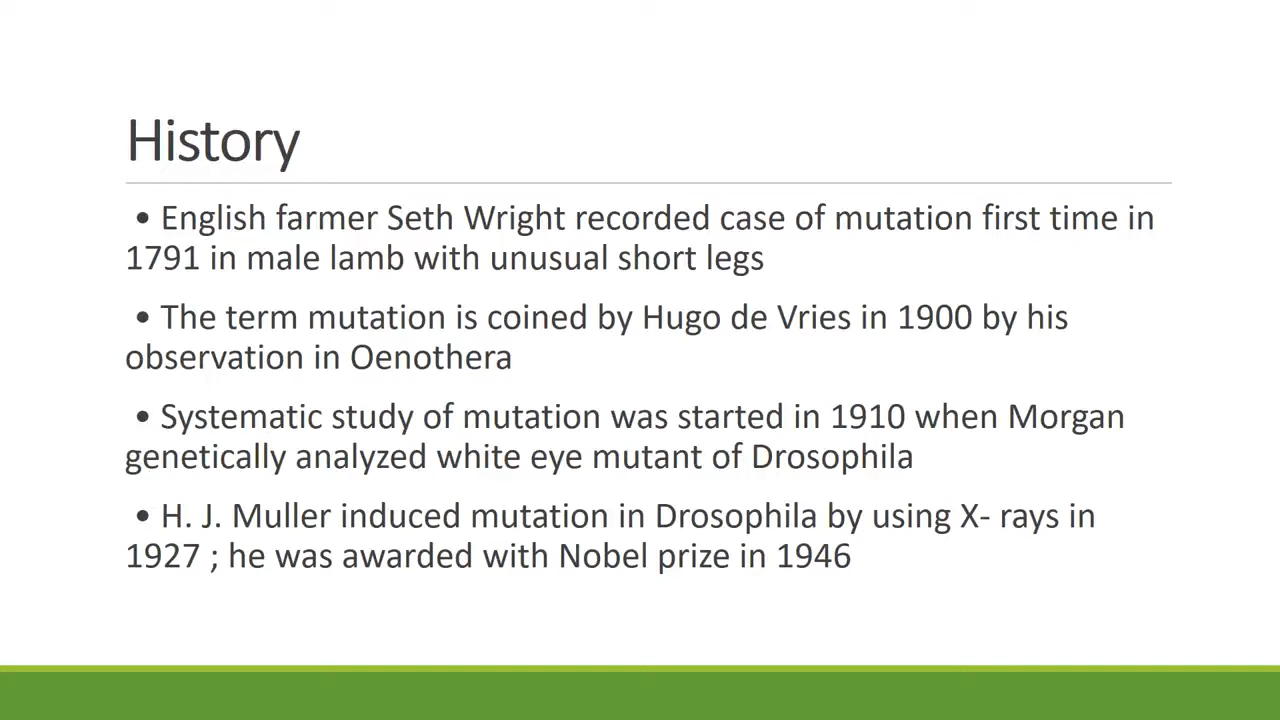 History
• English farmer Seth Wright recorded case of mutation first time in
1791 in male lamb with unusual short legs
• The term mutation is coined by Hugo de Vries in 1900 by his
observation in Oenothera
• Systematic study of mutation was started in 1910 when Morgan
genetically analyzed white eye mutant of Drosophila
• H. J. Muller induced mutation in Drosophila by using X- rays in
1927 ; he was awarded with Nobel prize in 1946